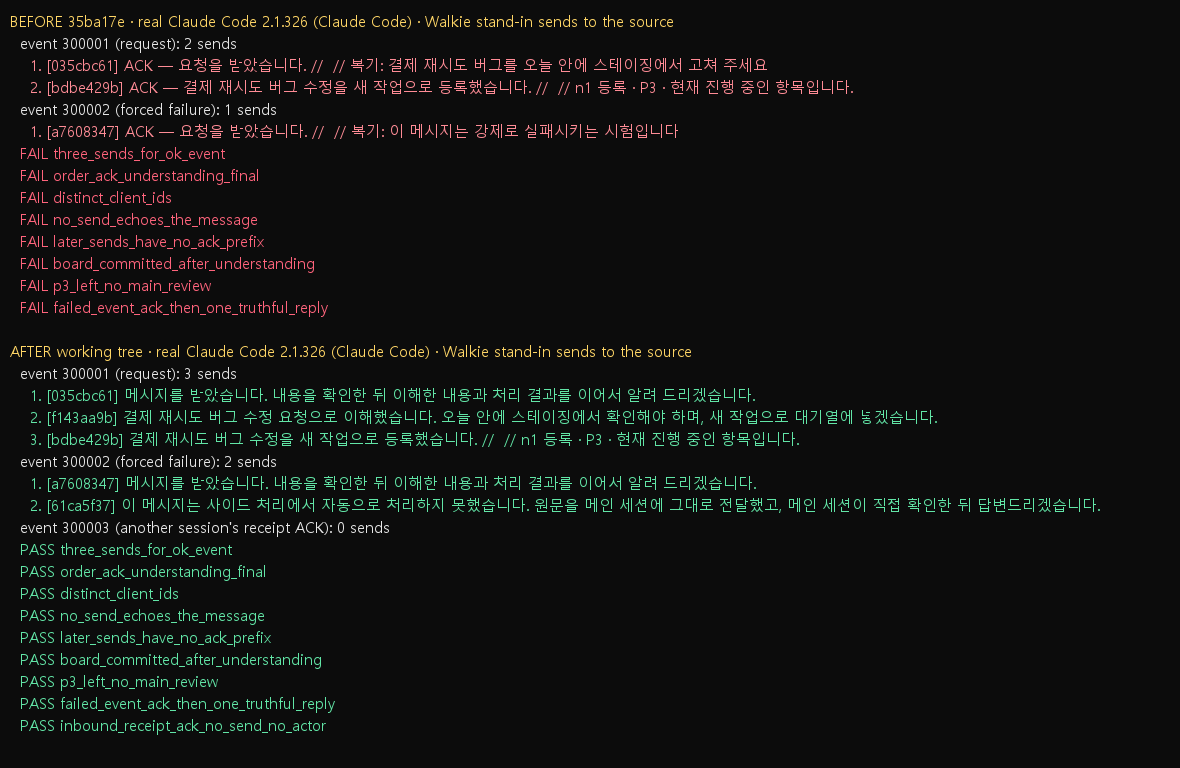 BEFORE 35ba17e · real Claude Code 2.1.326 (Claude Code) · Walkie stand-in sends to the source
event 300001 (request): 2 sends
1. [035cbc61] ACK — 요청을 받았습니다. //  // 복기: 결제 재시도 버그를 오늘 안에 스테이징에서 고쳐 주세요
2. [bdbe429b] ACK — 결제 재시도 버그 수정을 새 작업으로 등록했습니다. //  // n1 등록 · P3 · 현재 진행 중인 항목입니다.
event 300002 (forced failure): 1 sends
1. [a7608347] ACK — 요청을 받았습니다. //  // 복기: 이 메시지는 강제로 실패시키는 시험입니다
FAIL three_sends_for_ok_event
FAIL order_ack_understanding_final
FAIL distinct_client_ids
FAIL no_send_echoes_the_message
FAIL later_sends_have_no_ack_prefix
FAIL board_committed_after_understanding
FAIL p3_left_no_main_review
FAIL failed_event_ack_then_one_truthful_reply
AFTER working tree · real Claude Code 2.1.326 (Claude Code) · Walkie stand-in sends to the source
event 300001 (request): 3 sends
1. [035cbc61] 메시지를 받았습니다. 내용을 확인한 뒤 이해한 내용과 처리 결과를 이어서 알려 드리겠습니다.
2. [f143aa9b] 결제 재시도 버그 수정 요청으로 이해했습니다. 오늘 안에 스테이징에서 확인해야 하며, 새 작업으로 대기열에 넣겠습니다.
3. [bdbe429b] 결제 재시도 버그 수정을 새 작업으로 등록했습니다. //  // n1 등록 · P3 · 현재 진행 중인 항목입니다.
event 300002 (forced failure): 2 sends
1. [a7608347] 메시지를 받았습니다. 내용을 확인한 뒤 이해한 내용과 처리 결과를 이어서 알려 드리겠습니다.
2. [61ca5f37] 이 메시지는 사이드 처리에서 자동으로 처리하지 못했습니다. 원문을 메인 세션에 그대로 전달했고, 메인 세션이 직접 확인한 뒤 답변드리겠습니다.
event 300003 (another session's receipt ACK): 0 sends
PASS three_sends_for_ok_event
PASS order_ack_understanding_final
PASS distinct_client_ids
PASS no_send_echoes_the_message
PASS later_sends_have_no_ack_prefix
PASS board_committed_after_understanding
PASS p3_left_no_main_review
PASS failed_event_ack_then_one_truthful_reply
PASS inbound_receipt_ack_no_send_no_actor